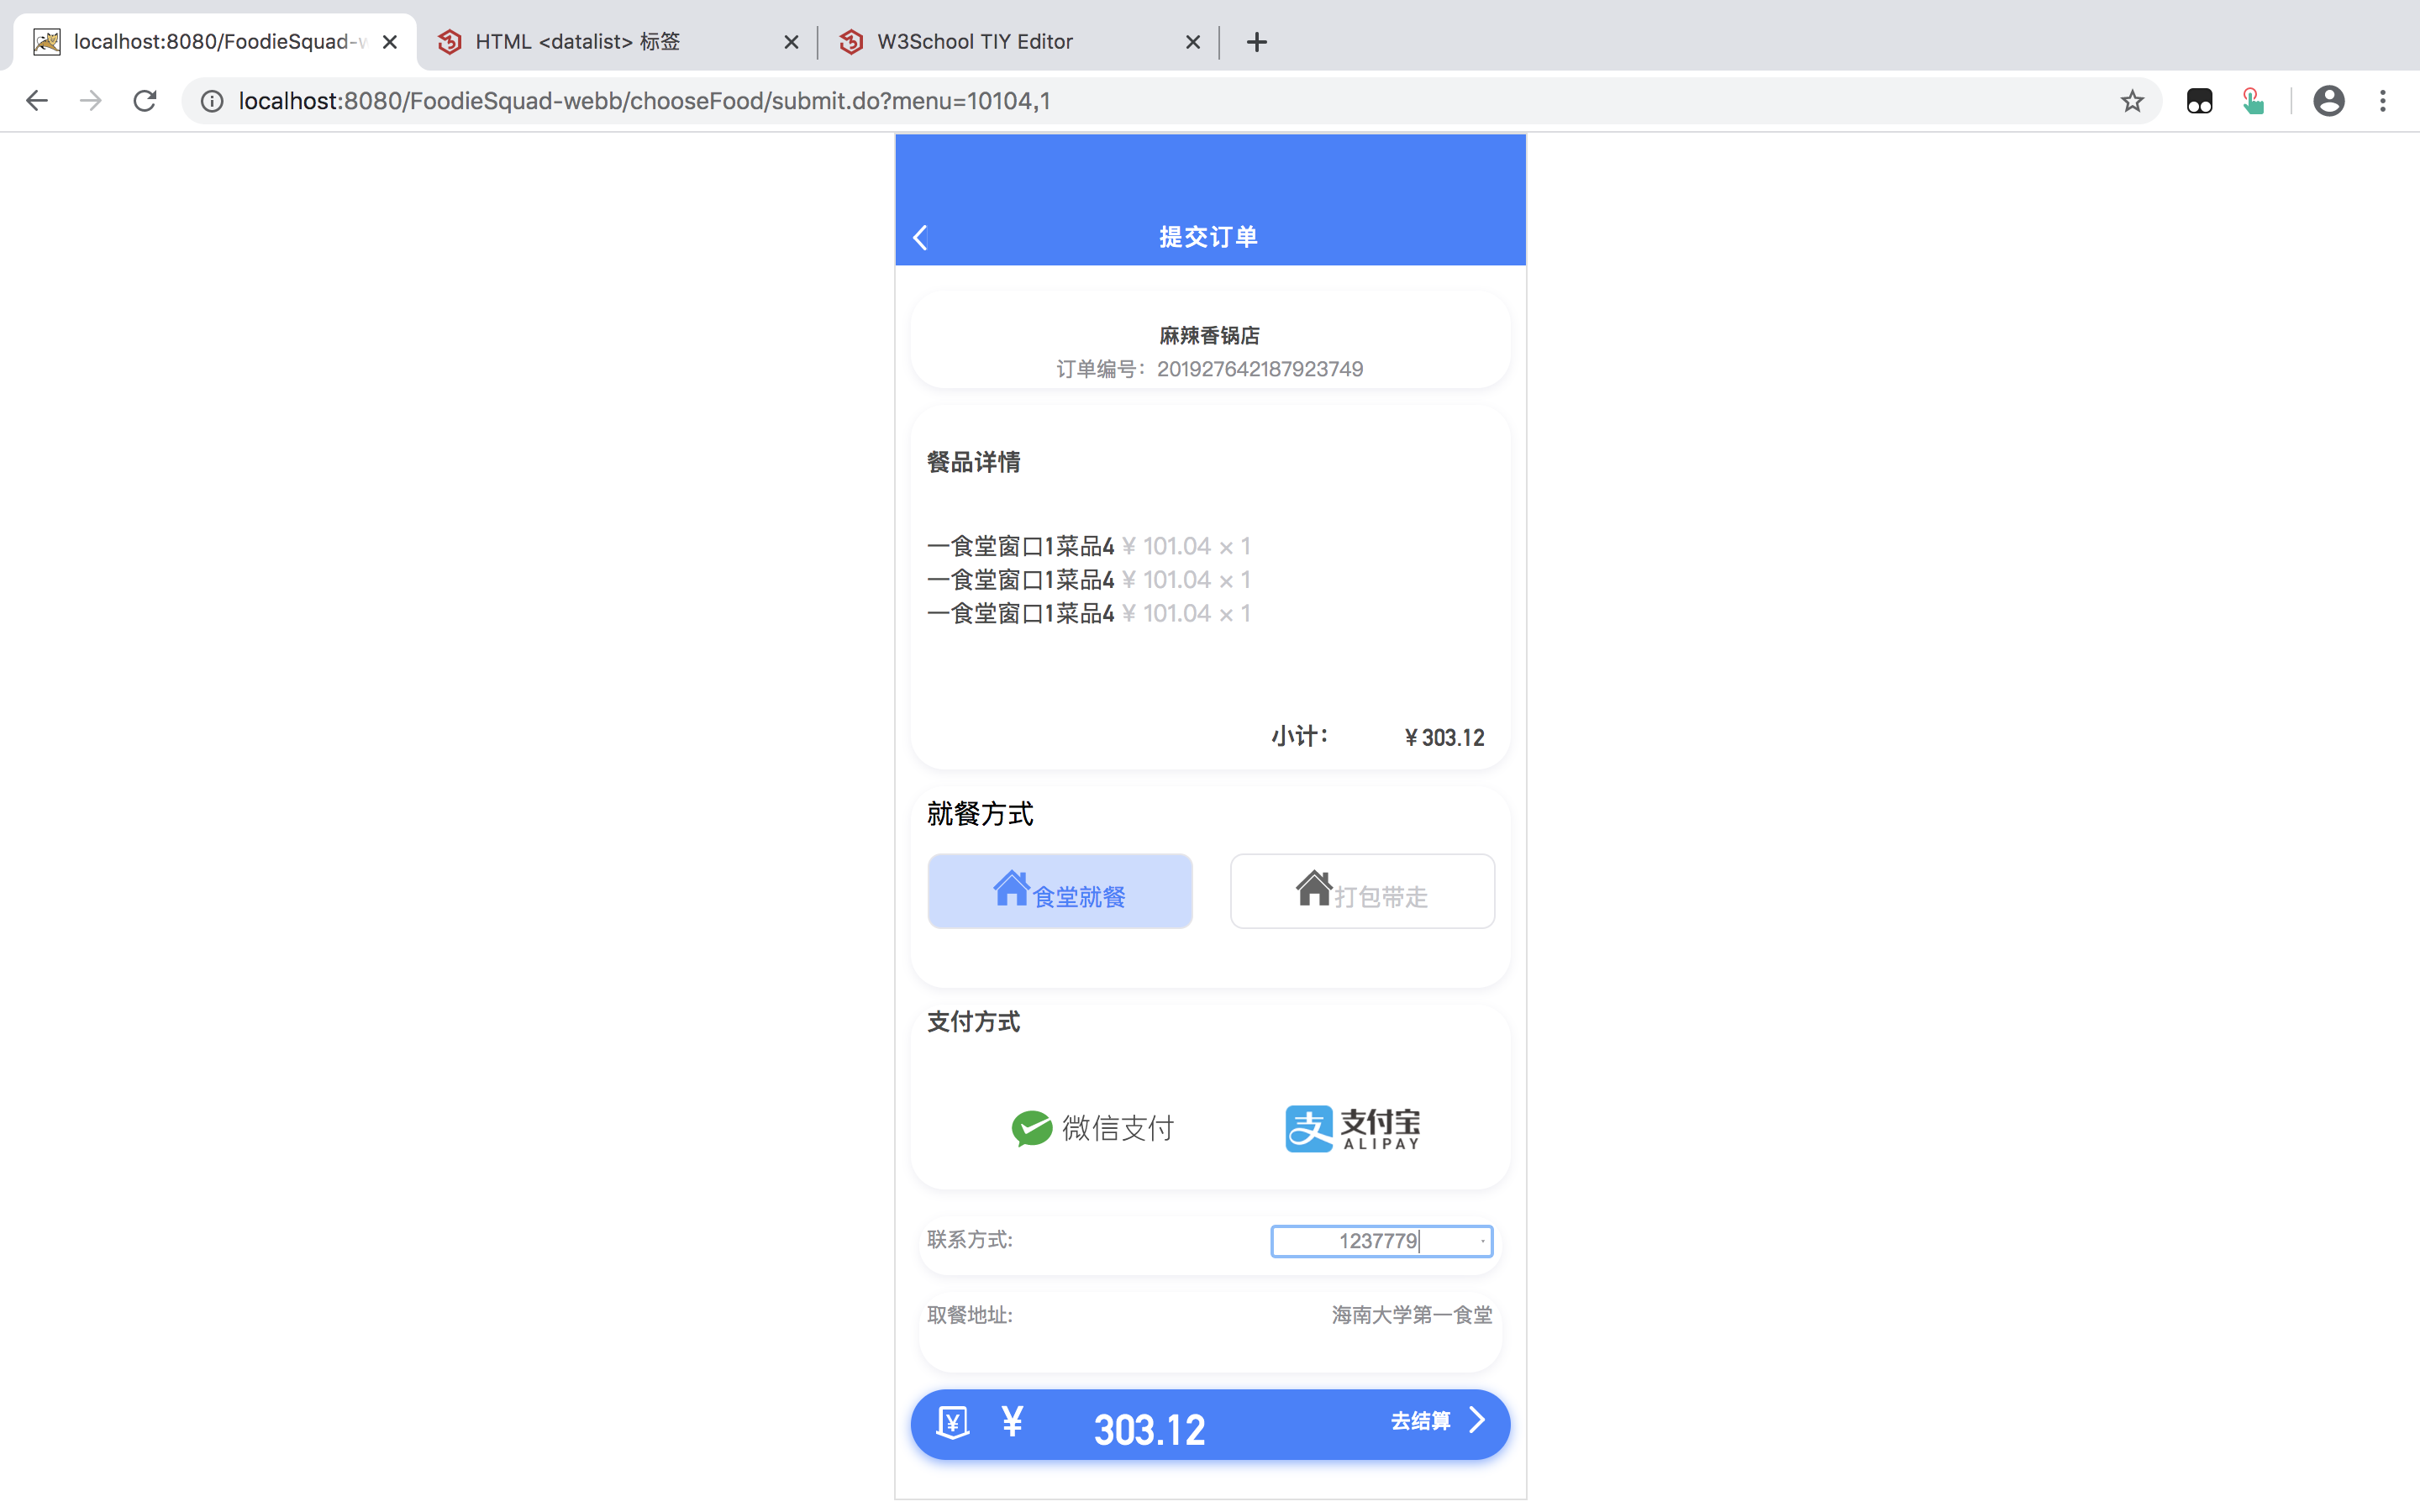 localhost:8080/FoodieSquad-w
HTML <datalist> 标签
W3School TIY Editor
localhost:8080/FoodieSquad-webb/chooseFood/submit.do?menu=10104,1
提交订单
麻辣香锅店
订单编号：201927642187923749
餐品详情
一食堂窗口1菜品4 ¥ 101.04 × 1
一食堂窗口1菜品4 ¥ 101.04 × 1
一食堂窗口1菜品4 ¥ 101.04 × 1
小计： ¥ 303.12
就餐方式
食堂就餐
打包带走
支付方式
微信支付
支 支付宝
ALIPAY
联系方式: 1237779
取餐地址: 海南大学第一食堂
¥ ¥ 303.12 去结算